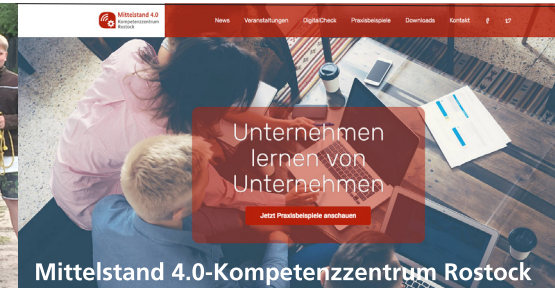 Mittelstand 4.0
Kompetenzzentrum
Rostock
News Veranstaltungen DigitalCheck Praxisbeispiele Downloads Kontakt
Unternehmen
lernen von
Unternehmen
Jetzt Praxisbeispiele anschauen
Mittelstand 4.0-Kompetenzzentrum Rostock